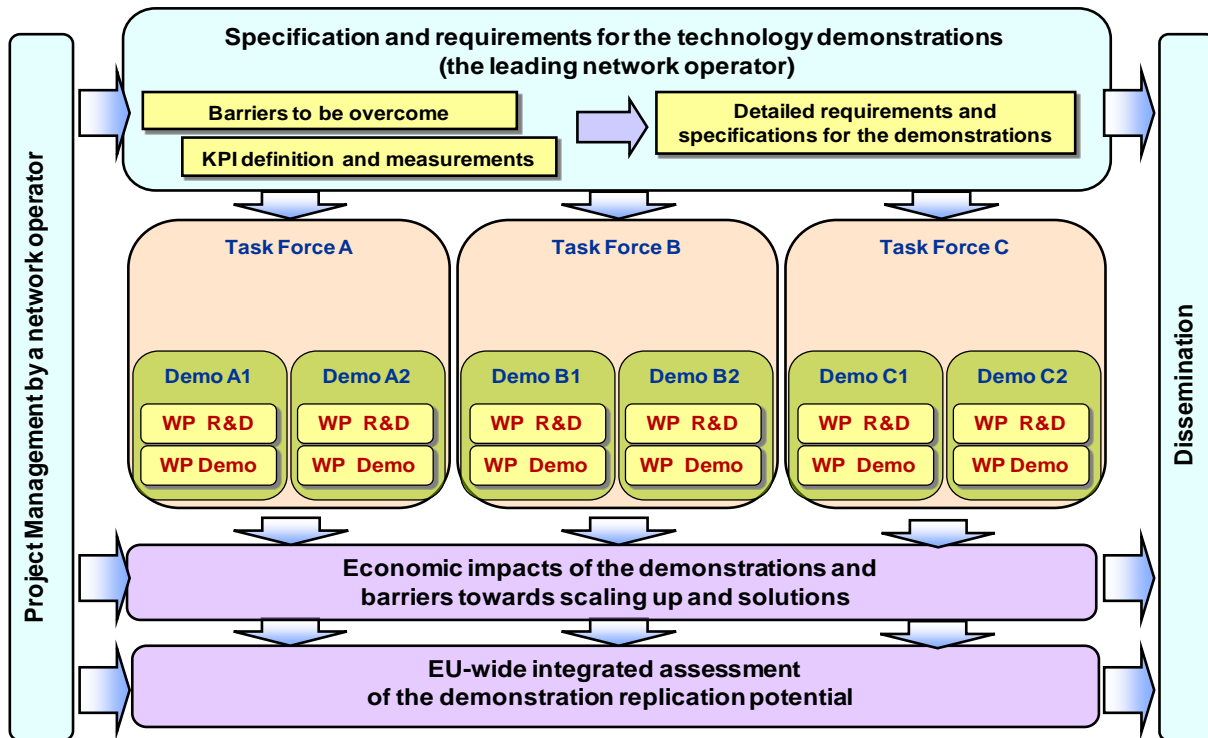 Project Management by a network operator
Specification and requirements for the technology demonstrations
(the leading network operator)
Barriers to be overcome
KPI definition and measurements
Detailed requirements and
specifications for the demonstrations
Task Force A
Demo A1
WP R&D
WP Demo
Demo A2
WP R&D
WP Demo
Task Force B
Demo B1
WP R&D
WP Demo
Demo B2
WP R&D
WP Demo
Task Force C
Demo C1
WP R&D
WP Demo
Demo C2
WP R&D
WP Demo
Economic impacts of the demonstrations and
barriers towards scaling up and solutions
EU-wide integrated assessment
of the demonstration replication potential
Dissemination